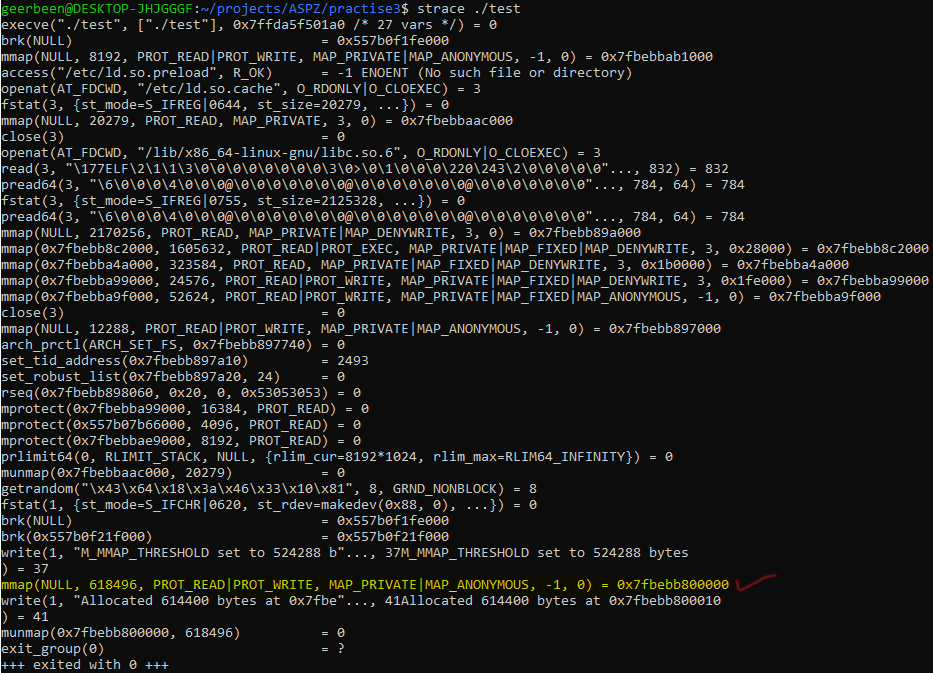 geerbeen@DESKTOP-JHJGGGF:~/projects/ASPZ/practise3$ strace ./test
execve("./test", ["./test"], 0x7ffda5f501a0 /* 27 vars */) = 0
brk(NULL)                               = 0x557b0f1fe000
mmap(NULL, 8192, PROT_READ|PROT_WRITE, MAP_PRIVATE|MAP_ANONYMOUS, -1, 0) = 0x7fbebbab1000
access("/etc/ld.so.preload", R_OK)      = -1 ENOENT (No such file or directory)
openat(AT_FDCWD, "/etc/ld.so.cache", O_RDONLY|O_CLOEXEC) = 3
fstat(3, {st_mode=S_IFREG|0644, st_size=20279, ...}) = 0
mmap(NULL, 20279, PROT_READ, MAP_PRIVATE, 3, 0) = 0x7fbebbaac000
close(3)                                = 0
openat(AT_FDCWD, "/lib/x86_64-linux-gnu/libc.so.6", O_RDONLY|O_CLOEXEC) = 3
read(3, "\177ELF\2\1\1\3\0\0\0\0\0\0\0\0\3\0>\0\1\0\0\0\220\243\2\0\0\0\0\0"..., 832) = 832
pread64(3, "\6\0\0\0\4\0\0\0@\0\0\0\0\0\0\0@\0\0\0\0\0\0\0@\0\0\0\0\0\0\0"..., 784, 64) = 784
fstat(3, {st_mode=S_IFREG|0755, st_size=2125328, ...}) = 0
pread64(3, "\6\0\0\0\4\0\0\0@\0\0\0\0\0\0\0@\0\0\0\0\0\0\0@\0\0\0\0\0\0\0"..., 784, 64) = 784
mmap(NULL, 2170256, PROT_READ, MAP_PRIVATE|MAP_DENYWRITE, 3, 0) = 0x7fbebb89a000
mmap(0x7fbebb8c2000, 1605632, PROT_READ|PROT_EXEC, MAP_PRIVATE|MAP_FIXED|MAP_DENYWRITE, 3, 0x28000) = 0x7fbebb8c2000
mmap(0x7fbebba4a000, 323584, PROT_READ, MAP_PRIVATE|MAP_FIXED|MAP_DENYWRITE, 3, 0x1b0000) = 0x7fbebba4a000
mmap(0x7fbebba99000, 24576, PROT_READ|PROT_WRITE, MAP_PRIVATE|MAP_FIXED|MAP_DENYWRITE, 3, 0x1fe000) = 0x7fbebba99000
mmap(0x7fbebba9f000, 52624, PROT_READ|PROT_WRITE, MAP_PRIVATE|MAP_FIXED|MAP_ANONYMOUS, -1, 0) = 0x7fbebba9f000
close(3)                                = 0
mmap(NULL, 12288, PROT_READ|PROT_WRITE, MAP_PRIVATE|MAP_ANONYMOUS, -1, 0) = 0x7fbebb897000
arch_prctl(ARCH_SET_FS, 0x7fbebb897740) = 0
set_tid_address(0x7fbebb897a10)         = 2493
set_robust_list(0x7fbebb897a20, 24)     = 0
rseq(0x7fbebb898060, 0x20, 0, 0x53053053) = 0
mprotect(0x7fbebba99000, 16384, PROT_READ) = 0
mprotect(0x557b07b66000, 4096, PROT_READ) = 0
mprotect(0x7fbebbae9000, 8192, PROT_READ) = 0
prlimit64(0, RLIMIT_STACK, NULL, {rlim_cur=8192*1024, rlim_max=RLIM64_INFINITY}) = 0
munmap(0x7fbebbaac000, 20279)           = 0
getrandom("\x43\x64\x18\x3a\x46\x33\x10\x81", 8, GRND_NONBLOCK) = 8
fstat(1, {st_mode=S_IFCHR|0620, st_rdev=makedev(0x88, 0), ...}) = 0
brk(NULL)                               = 0x557b0f1fe000
brk(0x557b0f21f000)                     = 0x557b0f21f000
write(1, "M_MMAP_THRESHOLD set to 524288 b"..., 37M_MMAP_THRESHOLD set to 524288 bytes
) = 37
mmap(NULL, 618496, PROT_READ|PROT_WRITE, MAP_PRIVATE|MAP_ANONYMOUS, -1, 0) = 0x7fbebb800000
write(1, "Allocated 614400 bytes at 0x7fbe"..., 41Allocated 614400 bytes at 0x7fbebb800010
) = 41
munmap(0x7fbebb800000, 618496)          = 0
exit_group(0)                           = ?
+++ exited with 0 +++